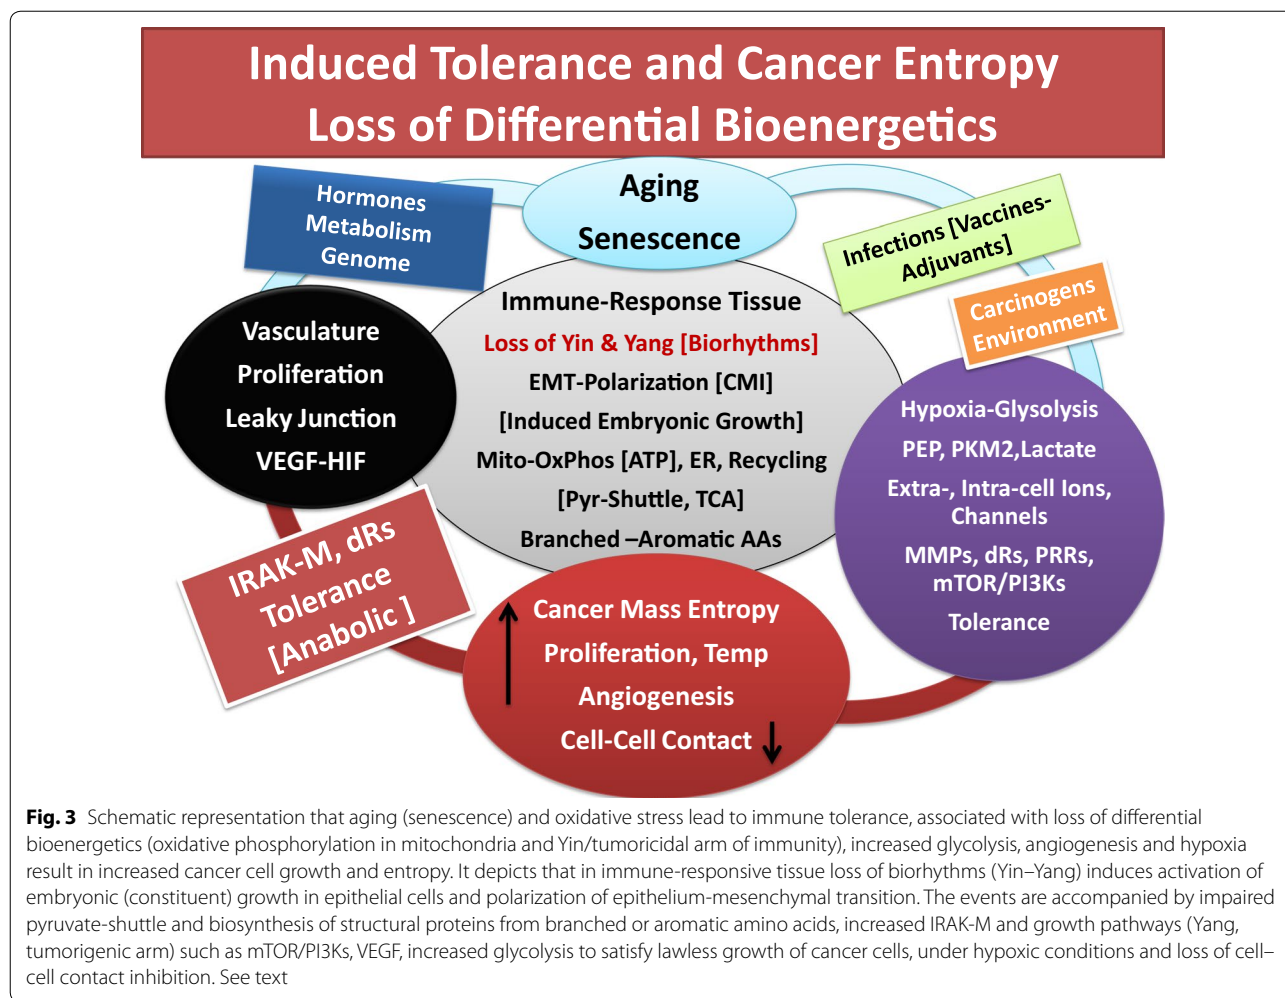 Induced Tolerance and Cancer Entropy
Loss of Differential Bioenergetics
Aging
Senescence
Hormones
Metabolism
Genome
Infections [Vaccines-
Adjuvants]
Carcinogens
Environment
Vasculature
Proliferation
Leaky Junction
VEGF-HIF
Immune-Response Tissue
Loss of Yin & Yang [Biorhythms]
EMT-Polarization [CMI]
[Induced Embryonic Growth]
Mito-OxPhos [ATP], ER, Recycling
[Pyr-Shuttle, TCA]
Branched –Aromatic AAs
Hypoxia-Glysolysis
PEP, PKM2,Lactate
Extra-, Intra-cell Ions,
Channels
MMPs, dRs, PRRs,
mTOR/PI3Ks
Tolerance
IRAK-M, dRs
Tolerance
[Anabolic ]
Cancer Mass Entropy
Proliferation, Temp
Angiogenesis
Cell-Cell Contact
Fig. 3 Schematic representation that aging (senescence) and oxidative stress lead to immune tolerance, associated with loss of differential
bioenergetics (oxidative phosphorylation in mitochondria and Yin/tumoricidal arm of immunity), increased glycolysis, angiogenesis and hypoxia
result in increased cancer cell growth and entropy. It depicts that in immune-responsive tissue loss of biorhythms (Yin–Yang) induces activation of
embryonic (constituent) growth in epithelial cells and polarization of epithelium-mesenchymal transition. The events are accompanied by impaired
pyruvate-shuttle and biosynthesis of structural proteins from branched or aromatic amino acids, increased IRAK-M and growth pathways (Yang,
tumorigenic arm) such as mTOR/PI3Ks, VEGF, increased glycolysis to satisfy lawless growth of cancer cells, under hypoxic conditions and loss of cell–
cell contact inhibition. See text